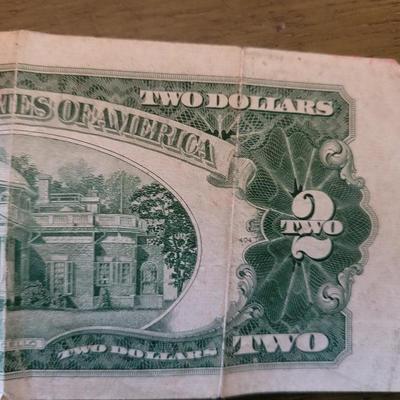 TWO DOLLARS
TES OF AMERICA
2
TWO
TWO DOLLARS
TWO